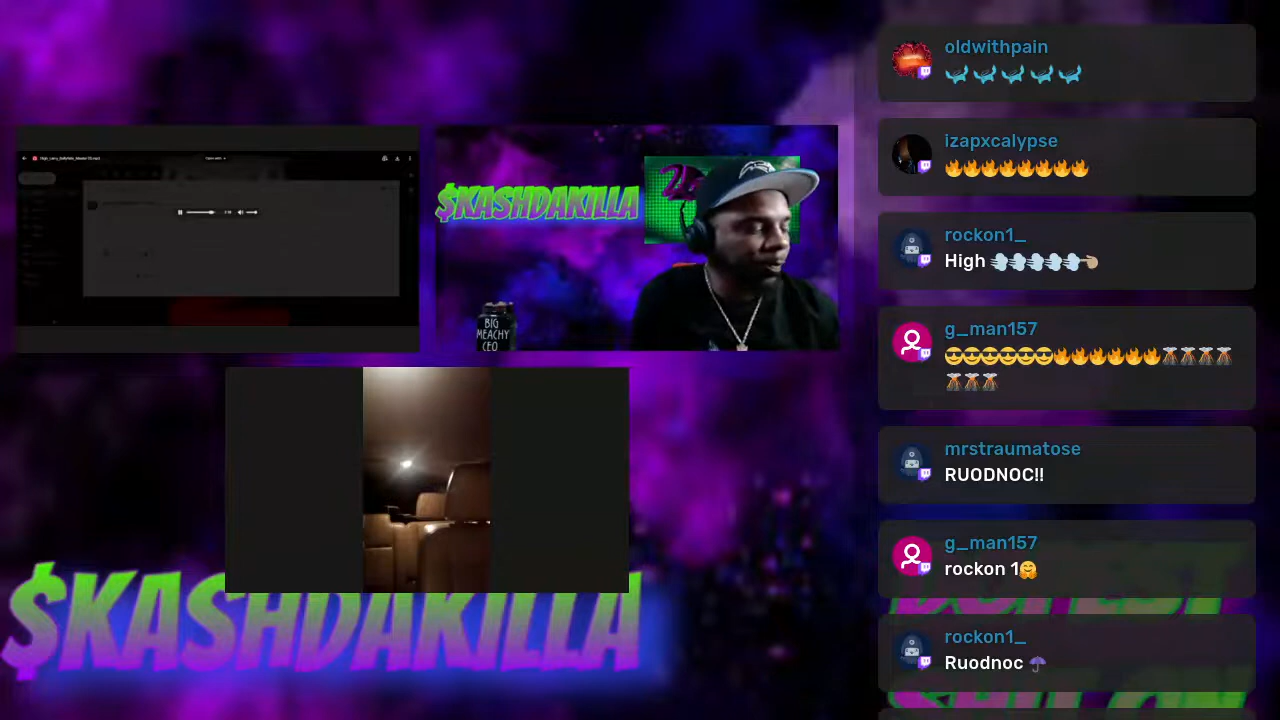 $KASHDAKILLA
BIG
MEACHY
CEO
$KASHDAKILLA
oldwithpain
izapxcalypse
🔥🔥🔥🔥🔥🔥🔥🔥
rockon1_
High 💨💨💨💨💨🤏🏼
g_man157
😎😎😎😎😎😎🔥🔥🔥🔥🔥🔥🌋🌋🌋🌋
🌋🌋🌋
mrstraumatose
RUODNOC!!
g_man157
rockon 1🤗
rockon1_
Ruodnoc ☂️